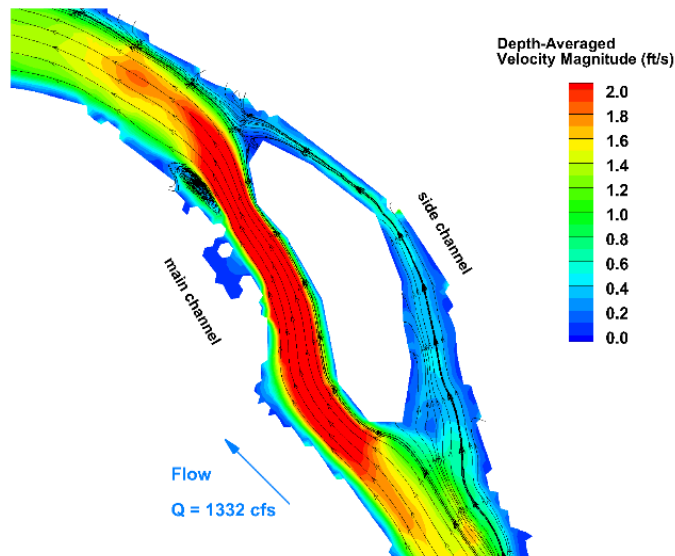 Depth-Averaged
Velocity Magnitude (ft/s)
2.0
1.8
1.6
1.4
1.2
1.0
0.8
0.6
0.4
0.2
0.0
side channel
main channel
Flow
Q = 1332 cfs